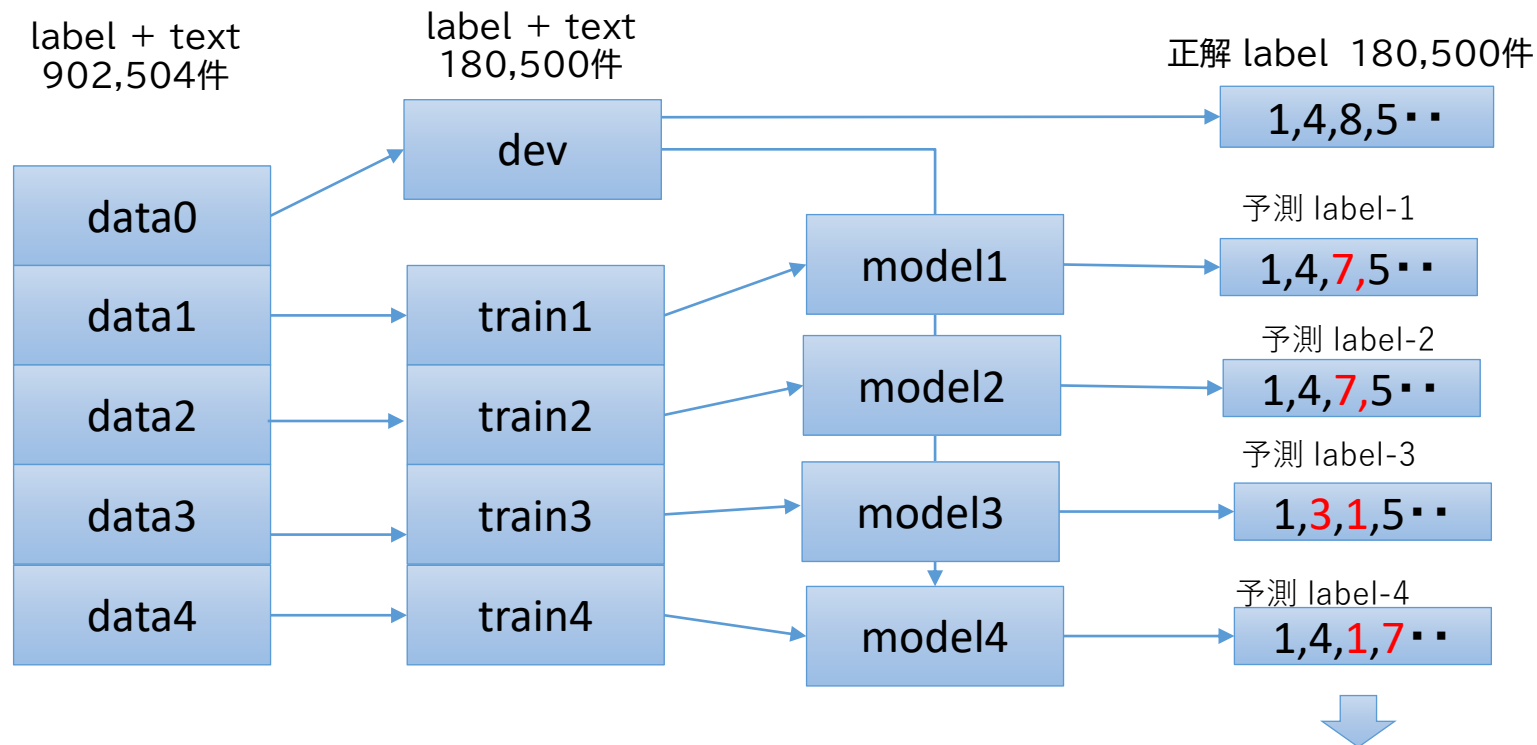 label + text
902,504件
label + text
180,500件
正解 label 180,500件
dev
1,4,8,5･･
data0
data1
data2
data3
data4
train1
train2
train3
train4
model1
model2
model3
model4
予測 label-1
1,4,7,5･･
予測 label-2
1,4,7,5･･
予測 label-3
1,3,1,5･･
予測 label-4
1,4,1,7･･